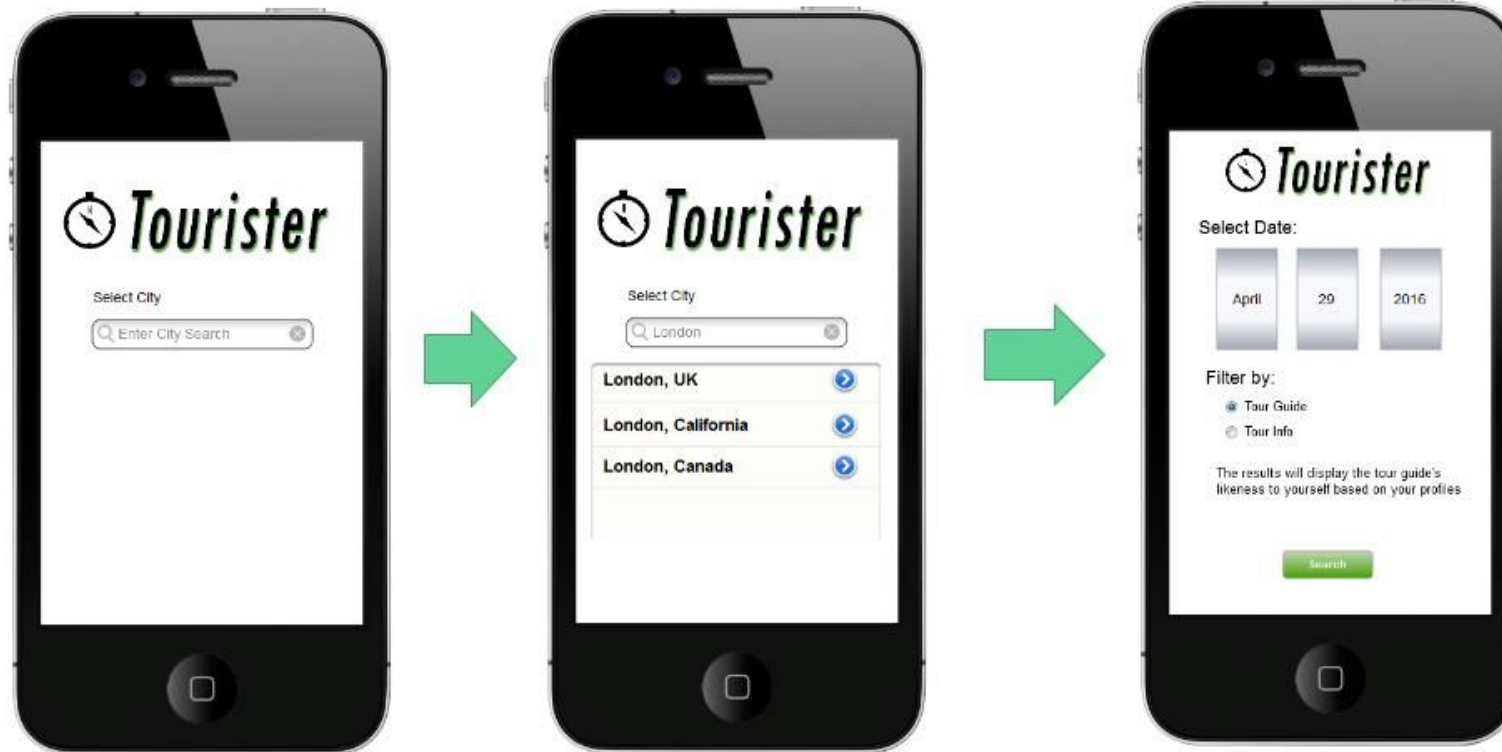 Tourister
Select City
Enter City Search
Tourister
Select City
London
London, UK
London, California
London, Canada
Tourister
Select Date:
April 29 2016
Filter by:
Tour Guide
Tour Info
The results will display the tour guide's
likeness to yourself based on your profiles
Search